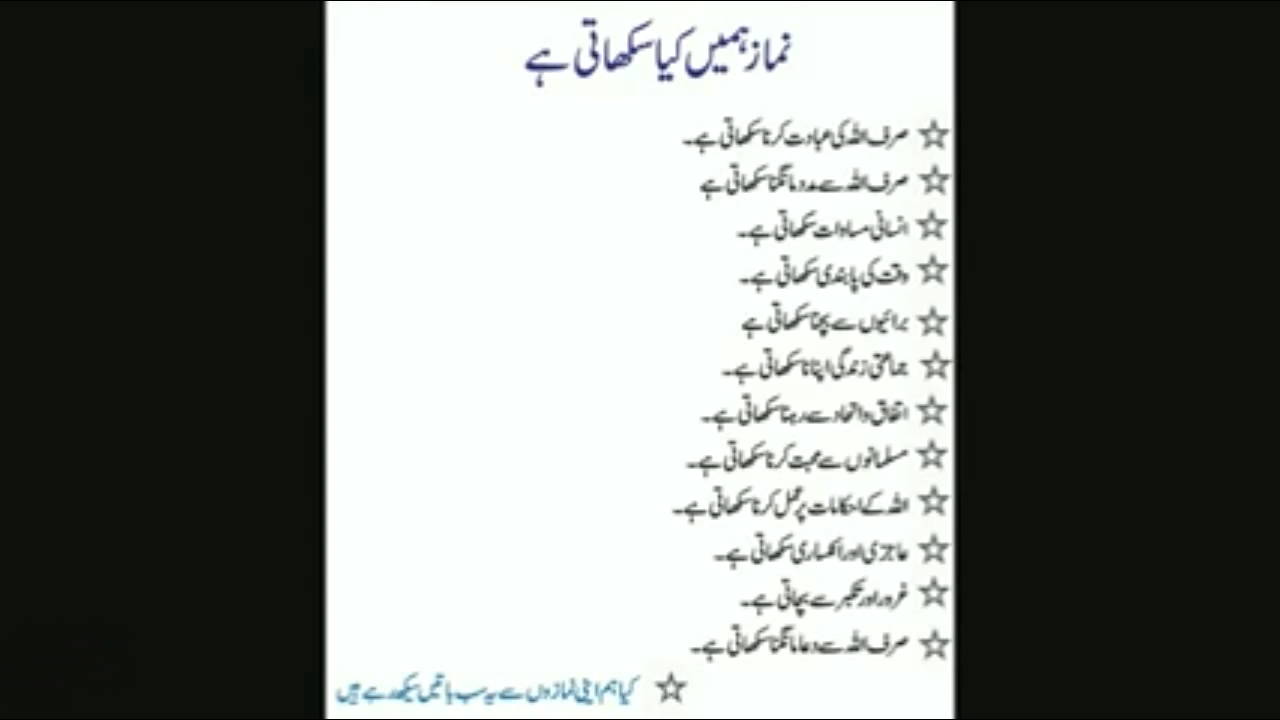 نماز ہمیں کیا سکھاتی ہے
☆ صرف اللہ کی عبادت کرنا سکھاتی ہے۔
☆ صرف اللہ سے مدد مانگنا سکھاتی ہے
☆ انسانی مساوات سکھاتی ہے۔
☆ وقت کی پابندی سکھاتی ہے۔
☆ برائیوں سے بچنا سکھاتی ہے
☆ جماعتی زندگی اپنانا سکھاتی ہے۔
☆ اتفاق و اتحاد سے رہنا سکھاتی ہے۔
☆ مسلمانوں سے محبت کرنا سکھاتی ہے۔
☆ اللہ کے احکامات پر عمل کرنا سکھاتی ہے۔
☆ عاجزی اور انکساری سکھاتی ہے۔
☆ غرور اور تکبر سے بچاتی ہے۔
☆ صرف اللہ سے دعا مانگنا سکھاتی ہے۔
☆ کیا ہم اپنی نمازوں سے یہ سب باتیں سیکھ رہے ہیں